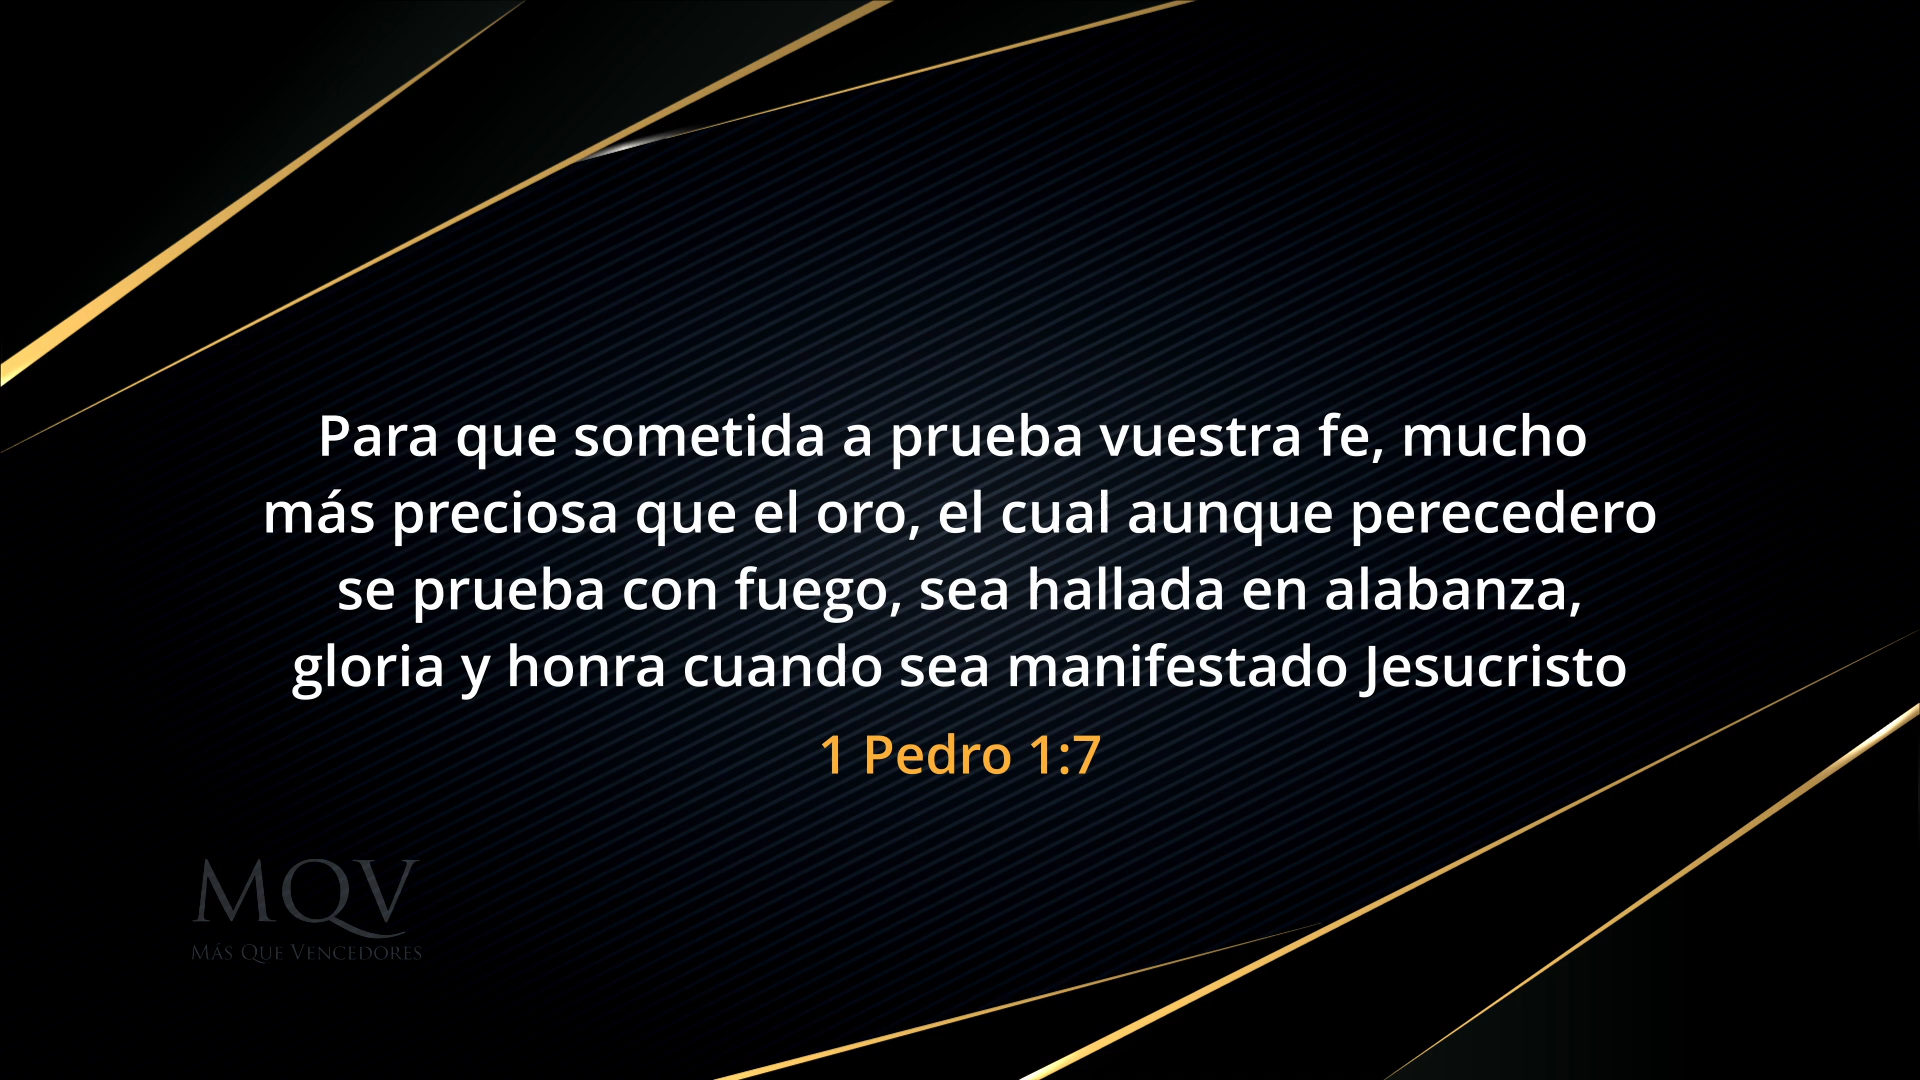 Para que sometida a prueba vuestra fe, mucho
más preciosa que el oro, el cual aunque perecedero
se prueba con fuego, sea hallada en alabanza,
gloria y honra cuando sea manifestado Jesucristo
1 Pedro 1:7
MQV
Más Que Vencedores